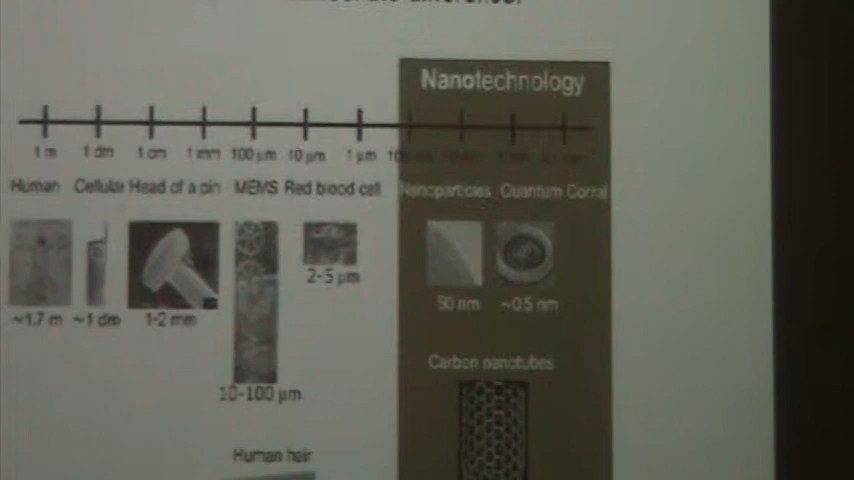 difference.
Nanotechnology
1 m 1 dm 1 cm 1 mm 100 µm 10 µm 1 µm
Human Cellular Head of a pin MEMS Red blood cell Nanoparticles Quantum Corral
2-5 µm
50 nm ~0.5 nm
~1.7 m ~1 dm 1-2 mm
Carbon nanotubes
10-100 µm
Human hair